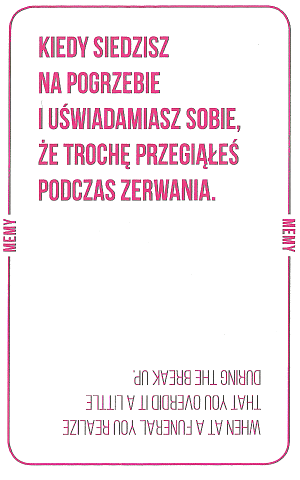 KIEDY SIEDZISZ
NA POGRZEBIE
I UŚWIADAMIASZ SOBIE,
ŻE TROCHĘ PRZEGIĄŁEŚ
PODCZAS ZERWANIA.
MEMY
MEMY
WHEN AT A FUNERAL YOU REALIZE
THAT YOU OVERDID IT A LITTLE
DURING THE BREAK UP.